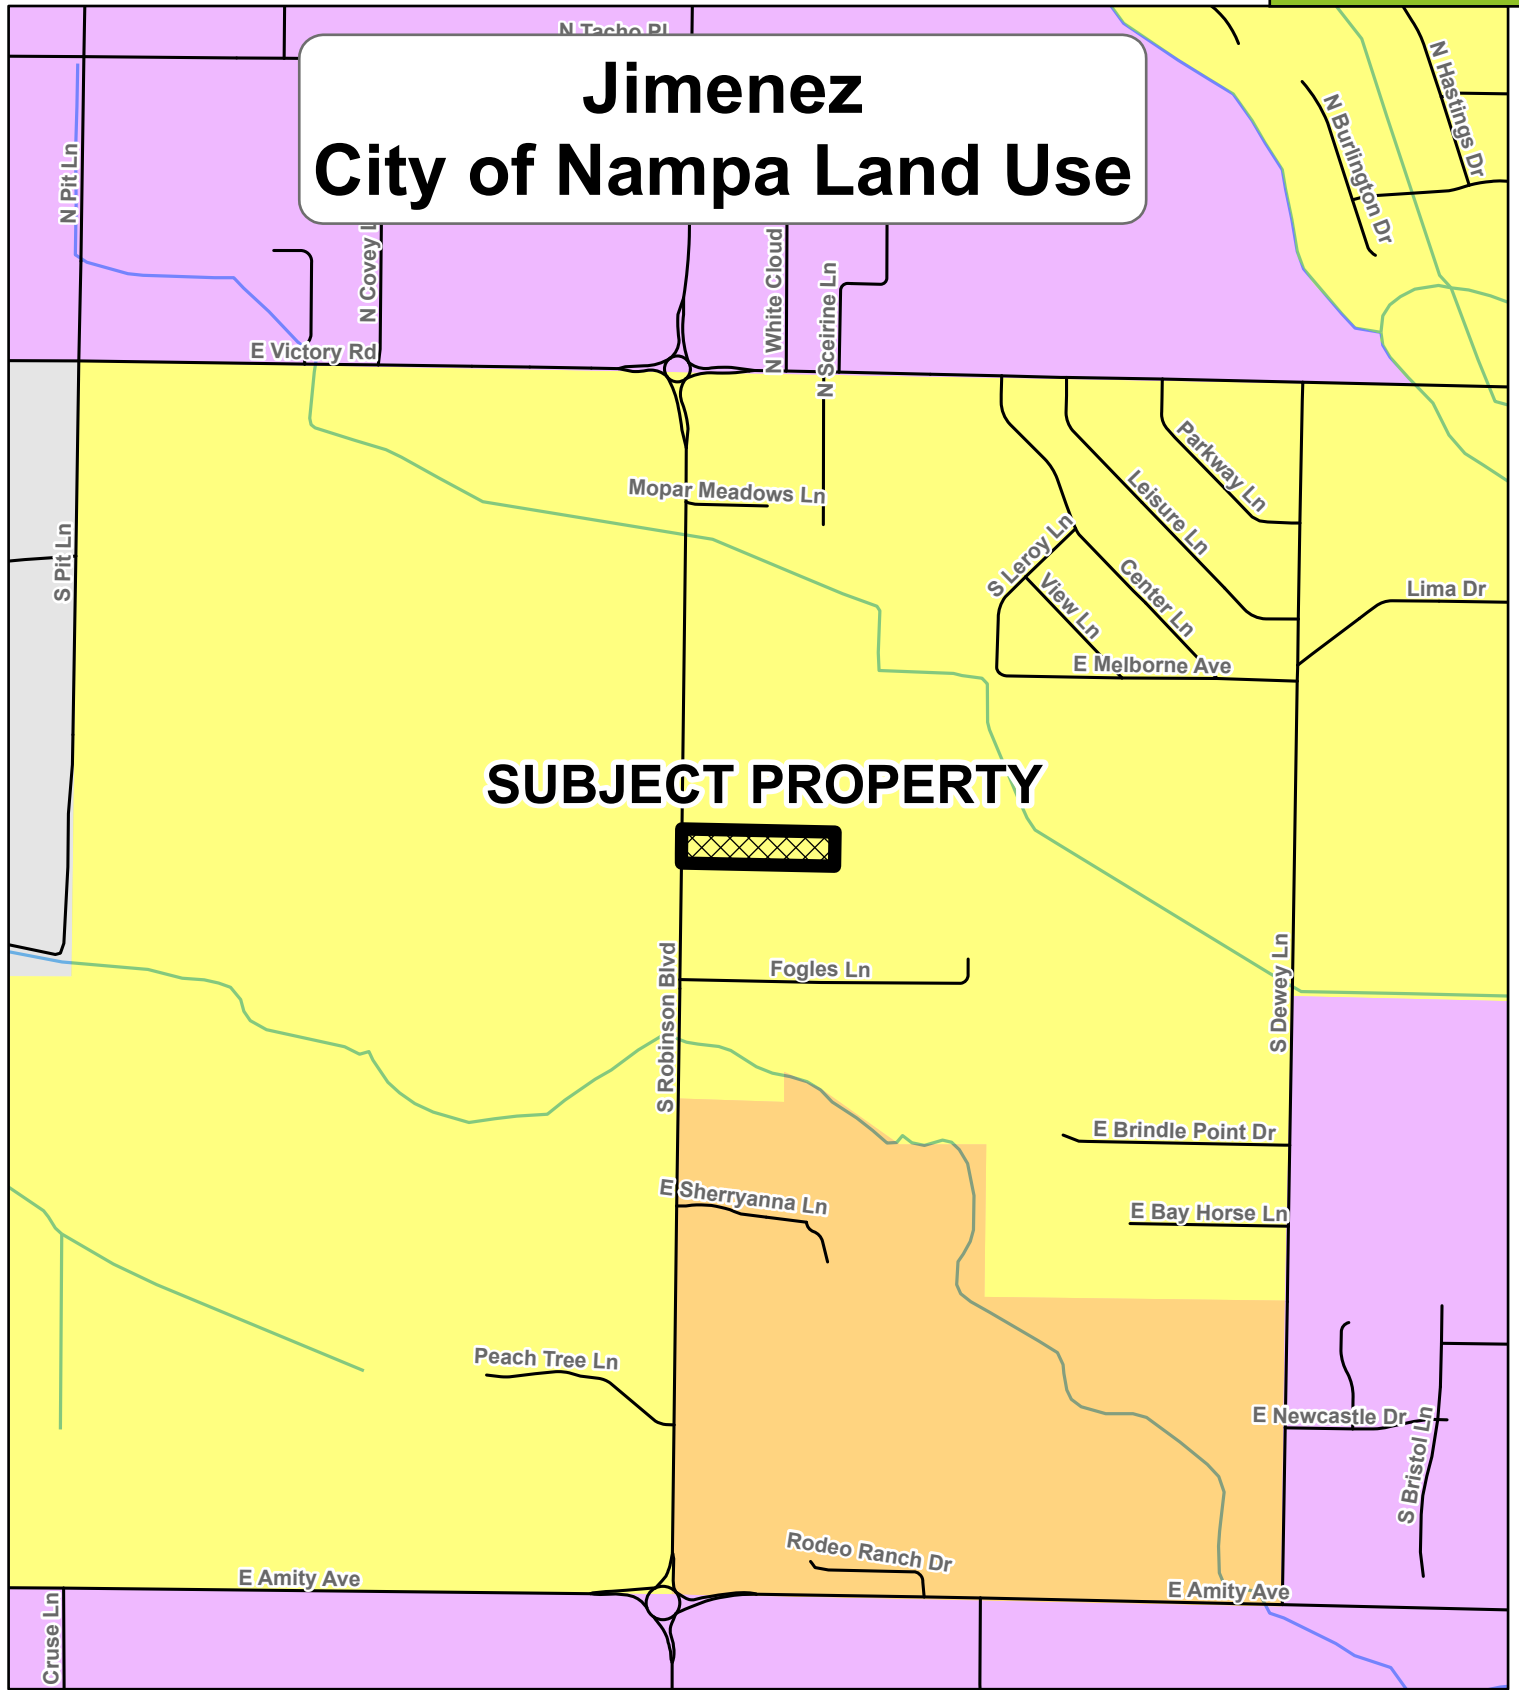 N Tacho Pl
Jimenez
City of Nampa Land Use
N Hastings Dr
N Burlington Dr
N Pit Ln
N Covey
N White Cloud
N Sceirine Ln
E Victory Rd
Parkway Ln
Leisure Ln
Mopar Meadows Ln
S Leroy Ln
S Pit Ln
View Ln
Center Ln
Lima Dr
E Melborne Ave
SUBJECT PROPERTY
S Robinson Blvd
Fogles Ln
S Dewey Ln
E Brindle Point Dr
E Sherryanna Ln
E Bay Horse Ln
Peach Tree Ln
E Newcastle Dr
S Bristol Ln
Rodeo Ranch Dr
E Amity Ave
E Amity Ave
Cruse Ln